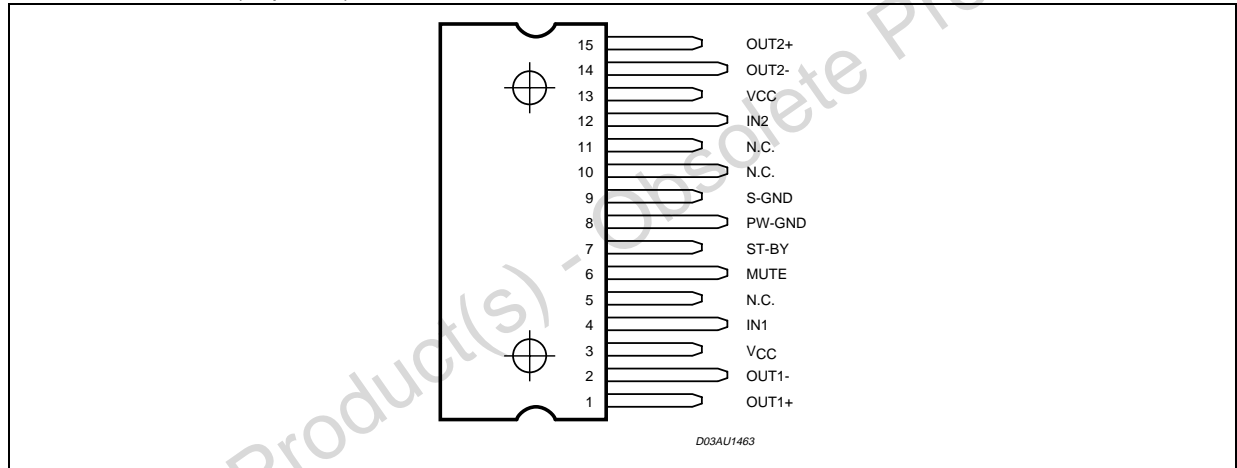 15 OUT2+
14 OUT2-
13 VCC
12 IN2
11 N.C.
10 N.C.
9 S-GND
8 PW-GND
7 ST-BY
6 MUTE
5 N.C.
4 IN1
3 VCC
2 OUT1-
1 OUT1+
D03AU1463
Product(s) - Obsolete Pro